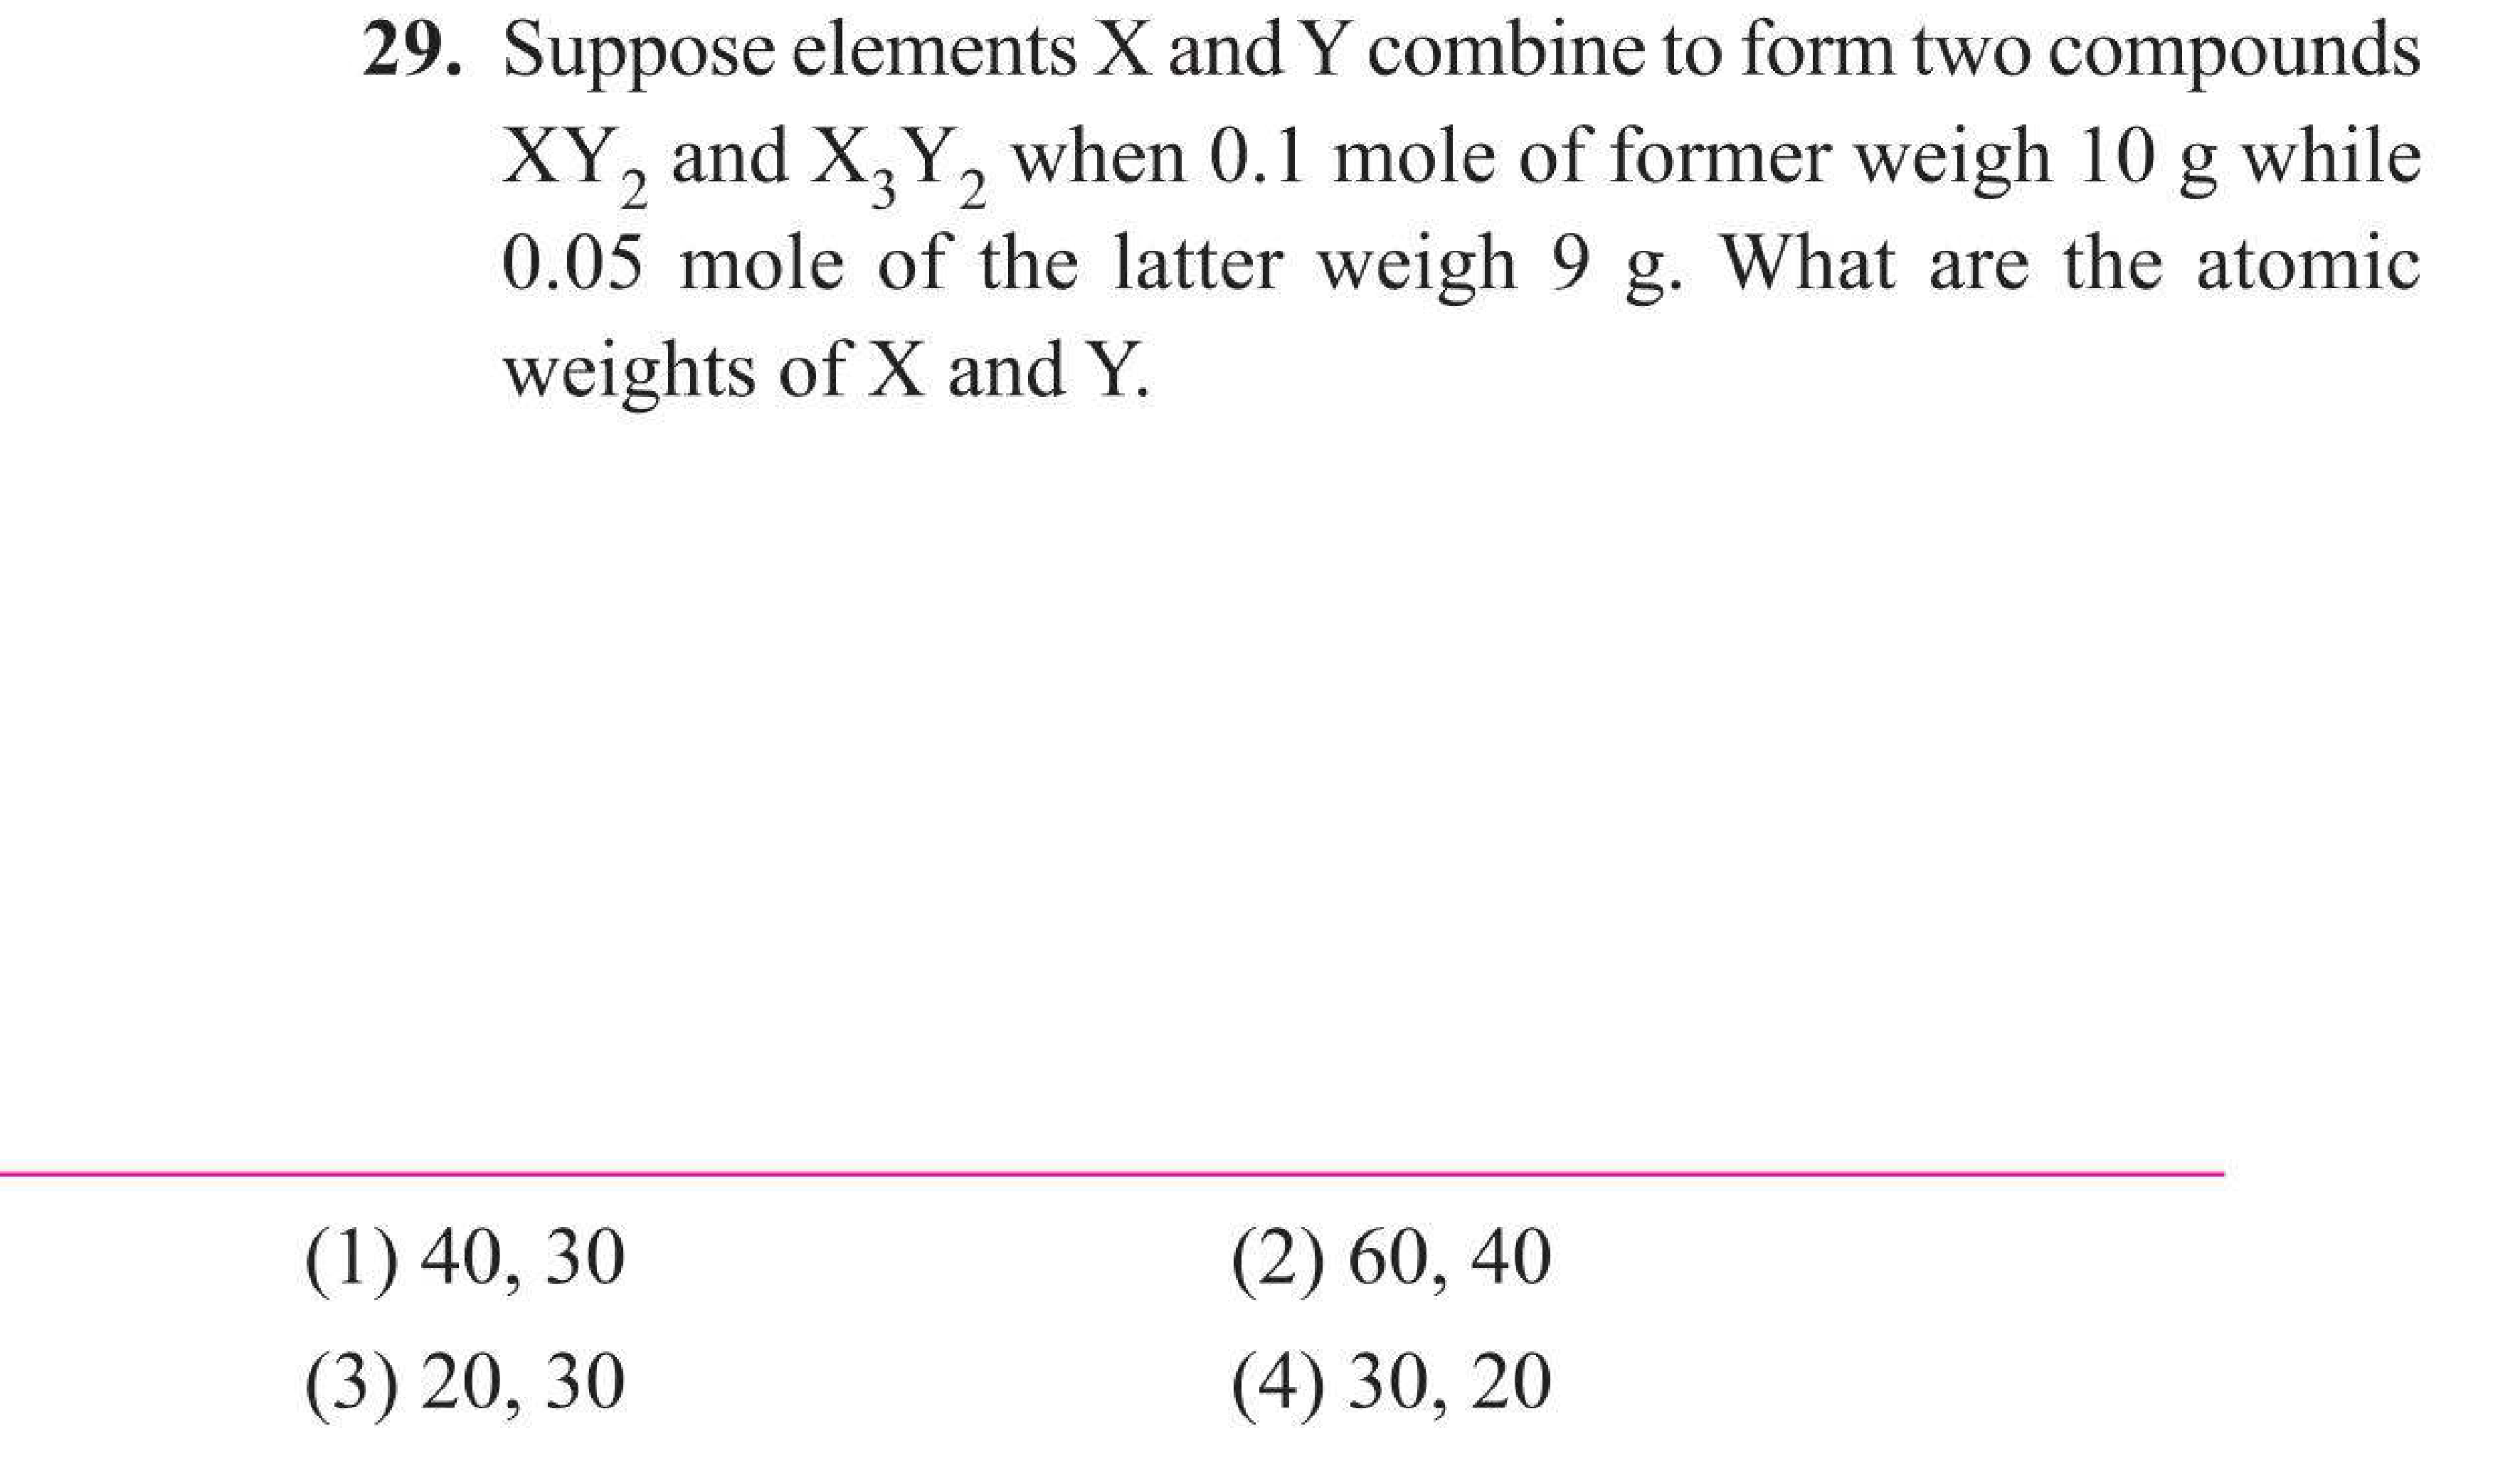 29. Suppose elements X and Y combine to form two compounds
XY₂ and X₃Y₂ when 0.1 mole of former weigh 10 g while
0.05 mole of the latter weigh 9 g. What are the atomic
weights of X and Y.
(1) 40, 30 (2) 60, 40
(3) 20, 30 (4) 30, 20